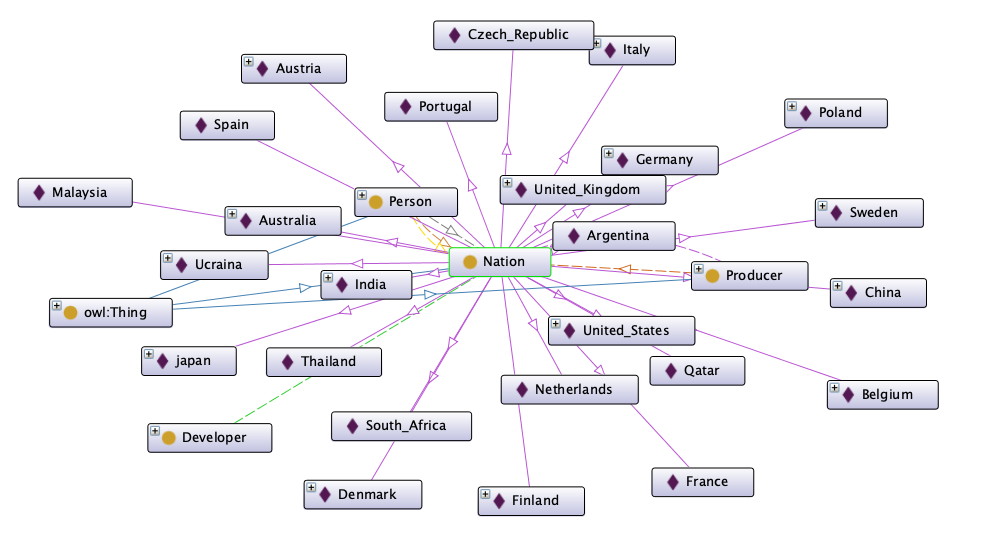 Czech_Republic
Italy
Austria
Portugal
Poland
Spain
Germany
Malaysia
United_Kingdom
Person
Sweden
Australia
Argentina
Nation
Ucraina
Producer
India
China
owl:Thing
United_States
japan
Thailand
Qatar
Netherlands
Belgium
South_Africa
Developer
France
Denmark
Finland